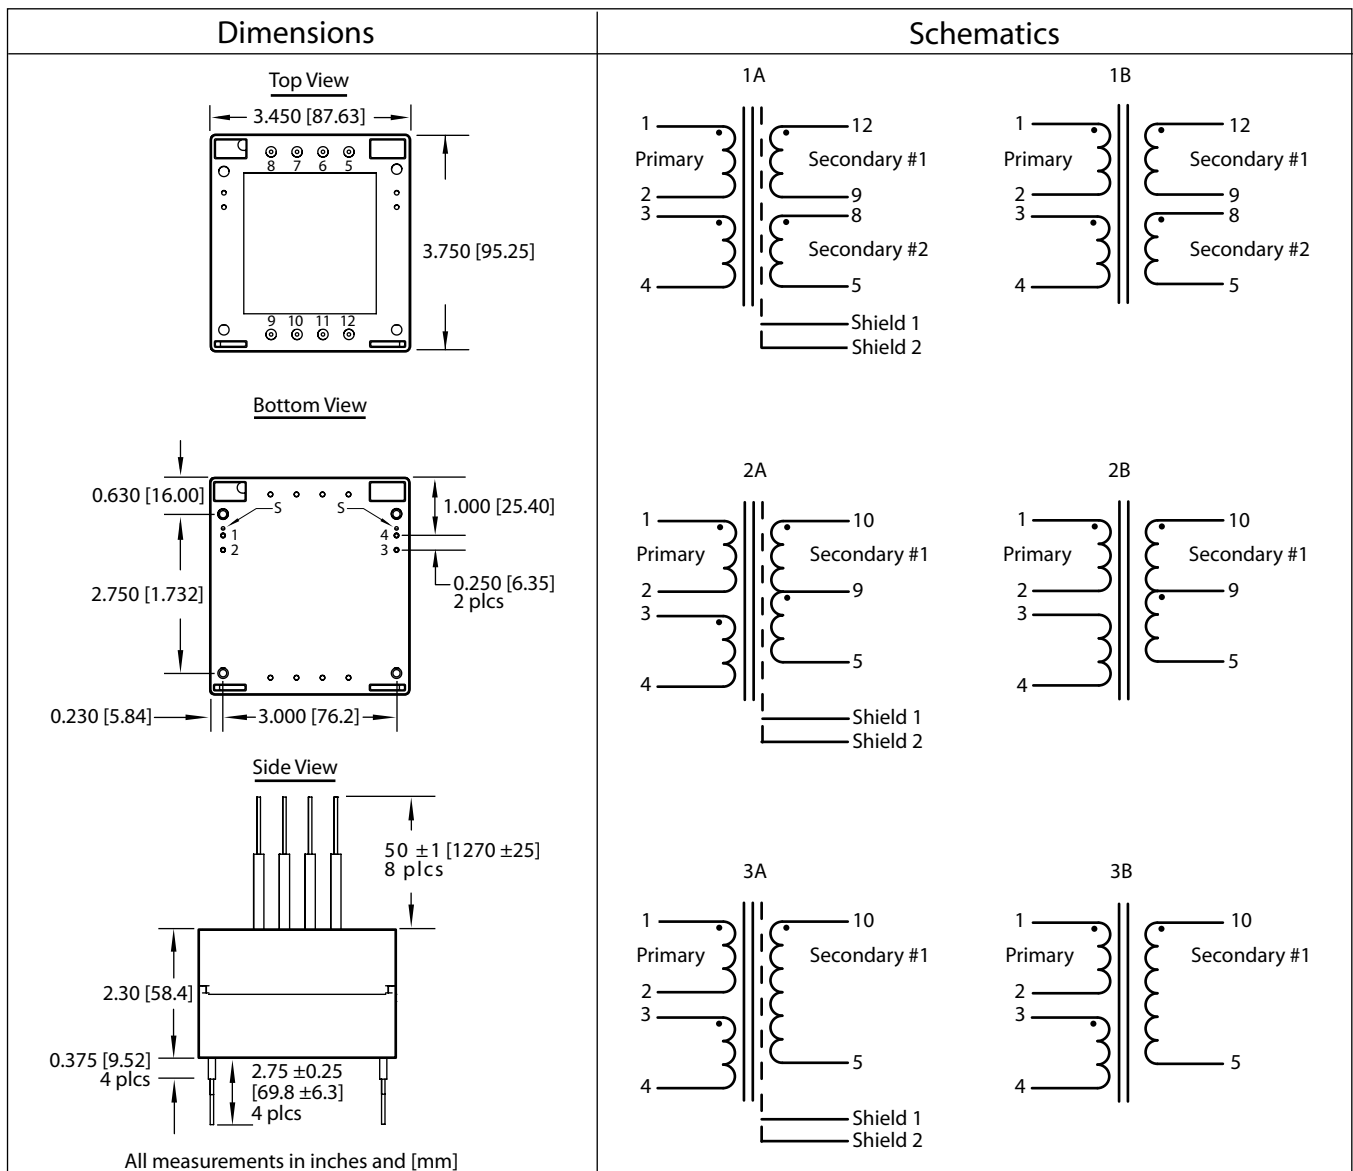 Dimensions
Top View
3.450 [87.63]
8 7 6 5
3.750 [95.25]
9 10 11 12
Bottom View
0.630 [16.00]
S S
1.000 [25.40]
1 4
2 3
2.750 [1.732]
0.250 [6.35]
2 plcs
0.230 [5.84]
3.000 [76.2]
Side View
50 ±1 [1270 ±25]
8 plcs
2.30 [58.4]
0.375 [9.52]
4 plcs
2.75 ±0.25
[69.8 ±6.3]
4 plcs
All measurements in inches and [mm]
Schematics
1A
1 12
Primary Secondary #1
2 9
3 8
Secondary #2
4 5
Shield 1
Shield 2
1B
1 12
Primary Secondary #1
2 9
3 8
Secondary #2
4 5
2A
1 10
Primary Secondary #1
2 9
3
5
4
Shield 1
Shield 2
2B
1 10
Primary Secondary #1
2 9
3
5
4
3A
1 10
Primary Secondary #1
2
3
5
4
Shield 1
Shield 2
3B
1 10
Primary Secondary #1
2
3
5
4